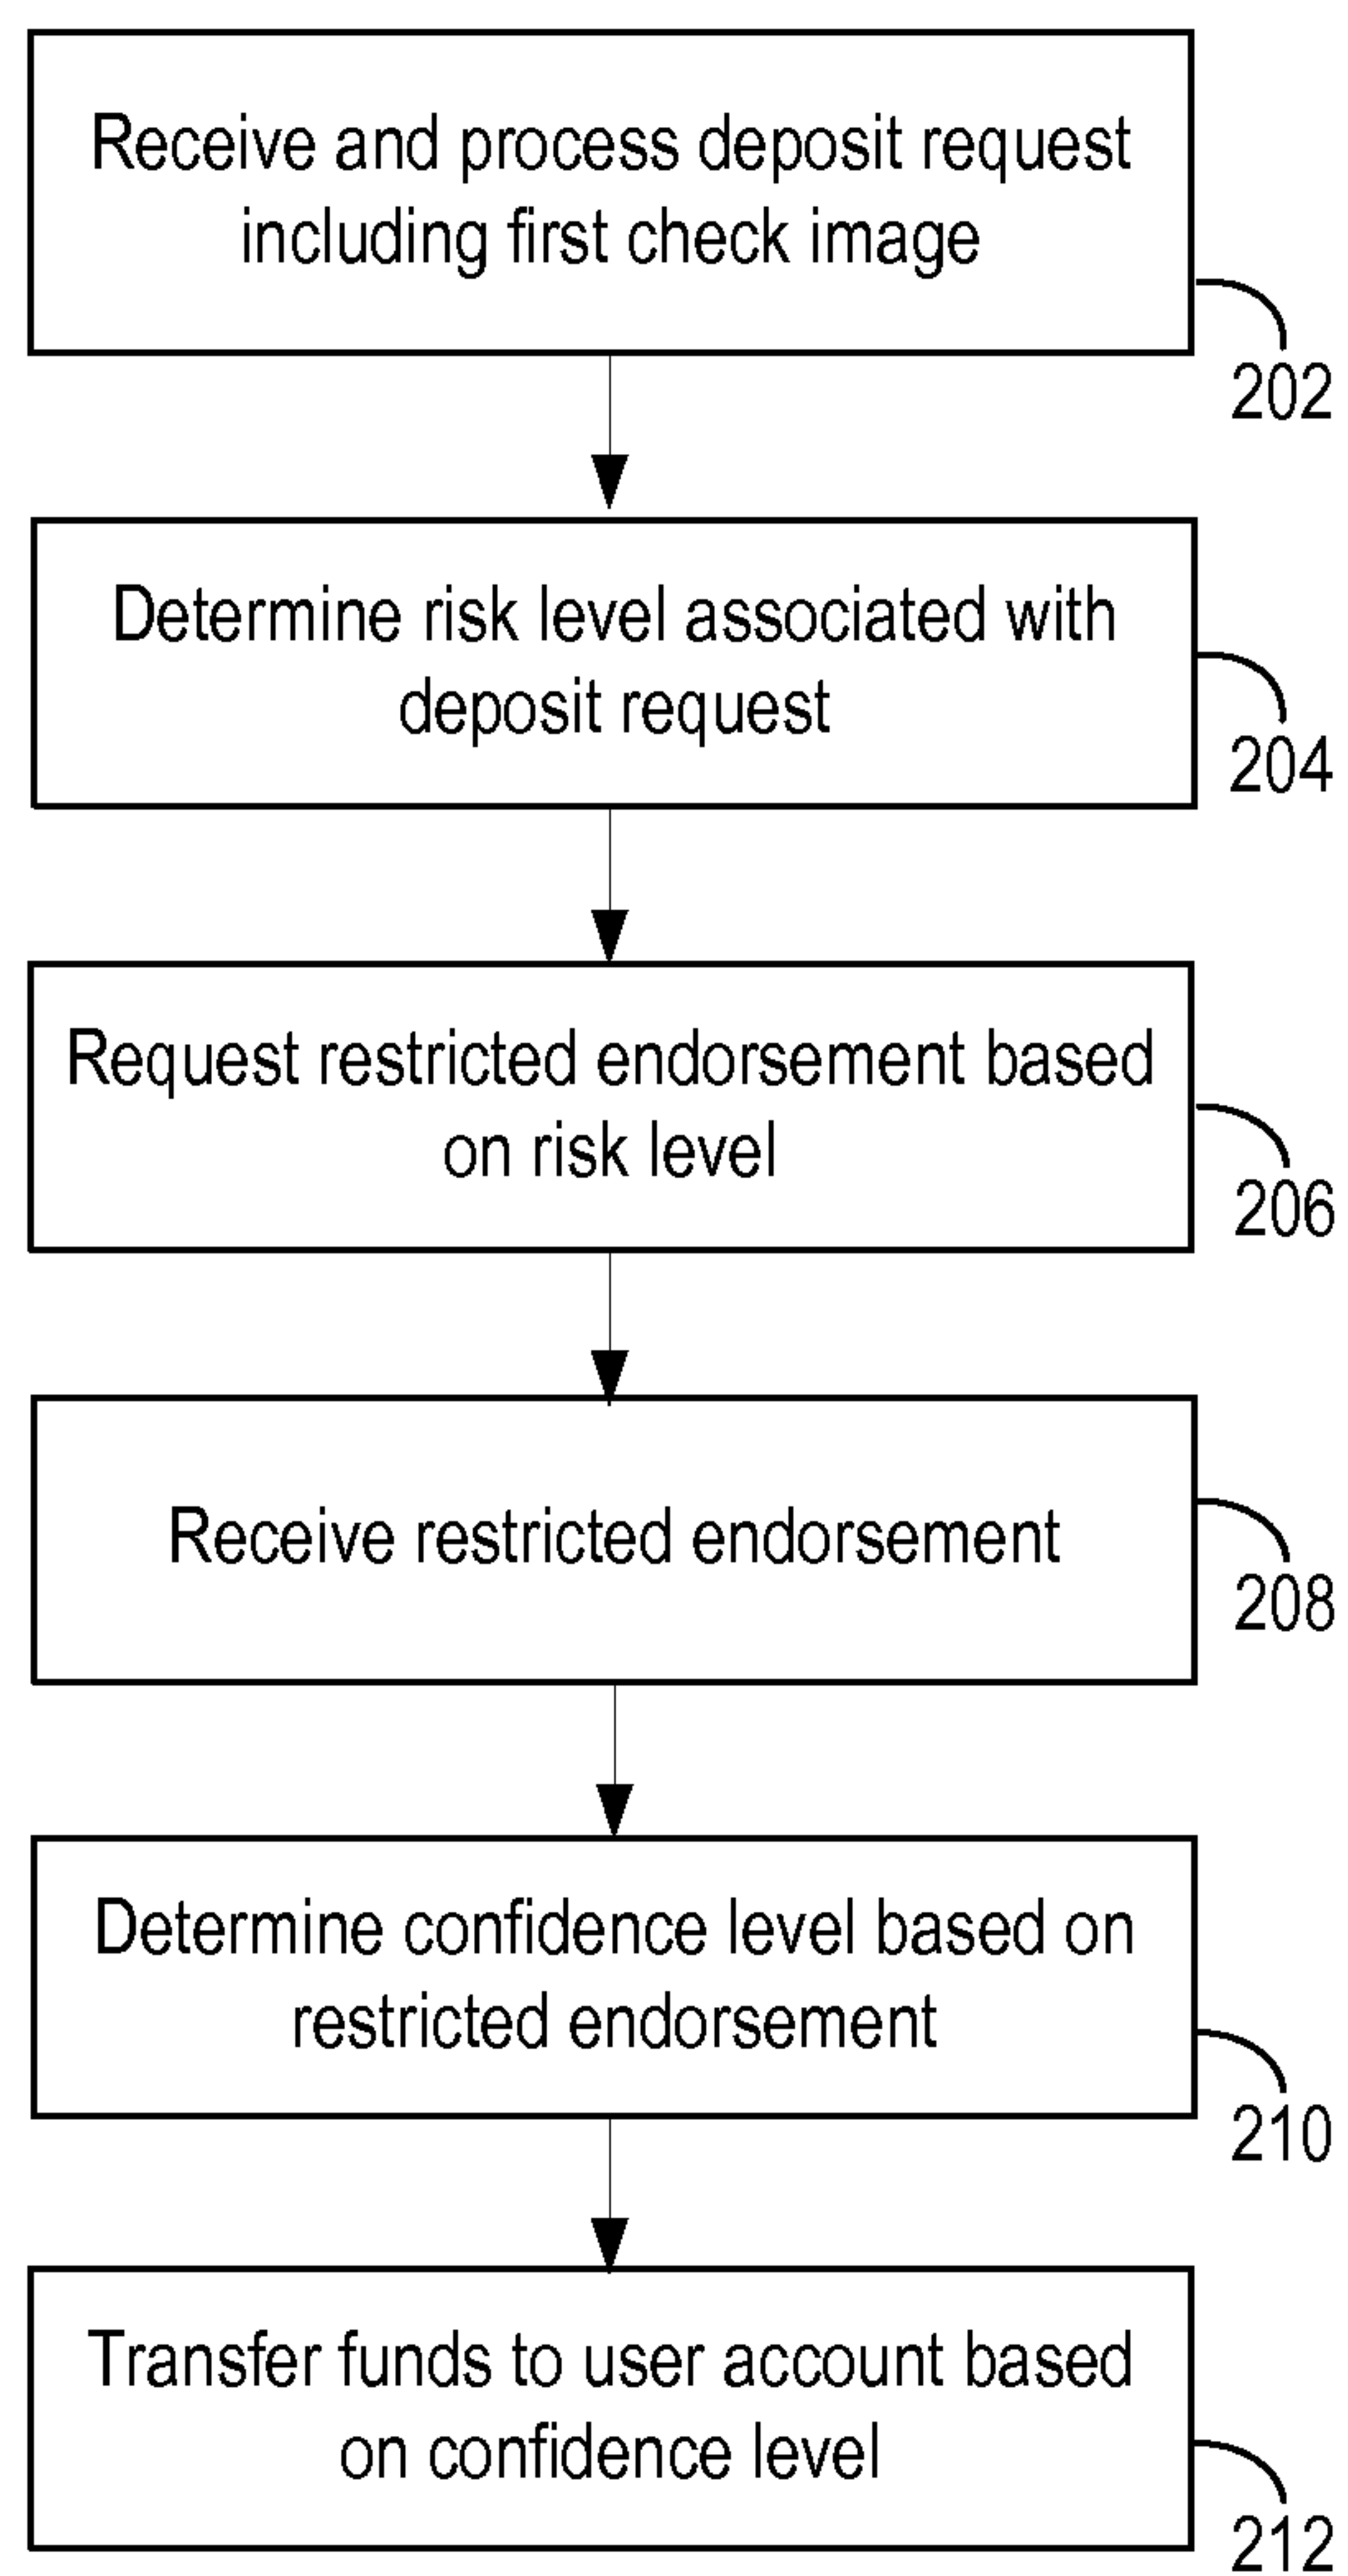 Receive and process deposit request
including first check image
202
Determine risk level associated with
deposit request
204
Request restricted endorsement based
on risk level
206
Receive restricted endorsement
208
Determine confidence level based on
restricted endorsement
210
Transfer funds to user account based
on confidence level
212